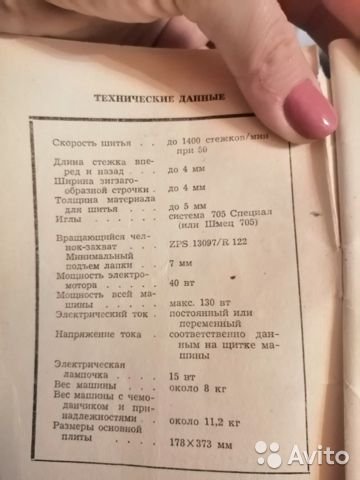 ТЕХНИЧЕСКИЕ ДАННЫЕ
Скорость шитья . . до 1400 стежков/мин
при 50
Длина стежка впе-
ред и назад . . . до 4 мм
Ширина зигзаго-
образной строчки . до 4 мм
Толщина материала
для шитья . . . до 5 мм
Иглы . . . . . система 705 Специал
(или Шмец 705)
Вращающийся чел-
нок-захват . . . ZPS 13097/R 122
Минимальный
подъем лапки . . 7 мм
Мощность электро-
мотора . . . . 40 вт
Мощность всей ма-
шины . . . . . макс. 130 вт
Электрический ток . постоянный или
переменный
Напряжение тока . соответственно дан-
ным на щитке ма-
шины
Электрическая
лампочка . . . . 15 вт
Вес машины . . . около 8 кг
Вес машины с чемо-
данчиком и при-
надлежностями . . около 11,2 кг
Размеры основной
плиты . . . . 178×373 мм
Avito